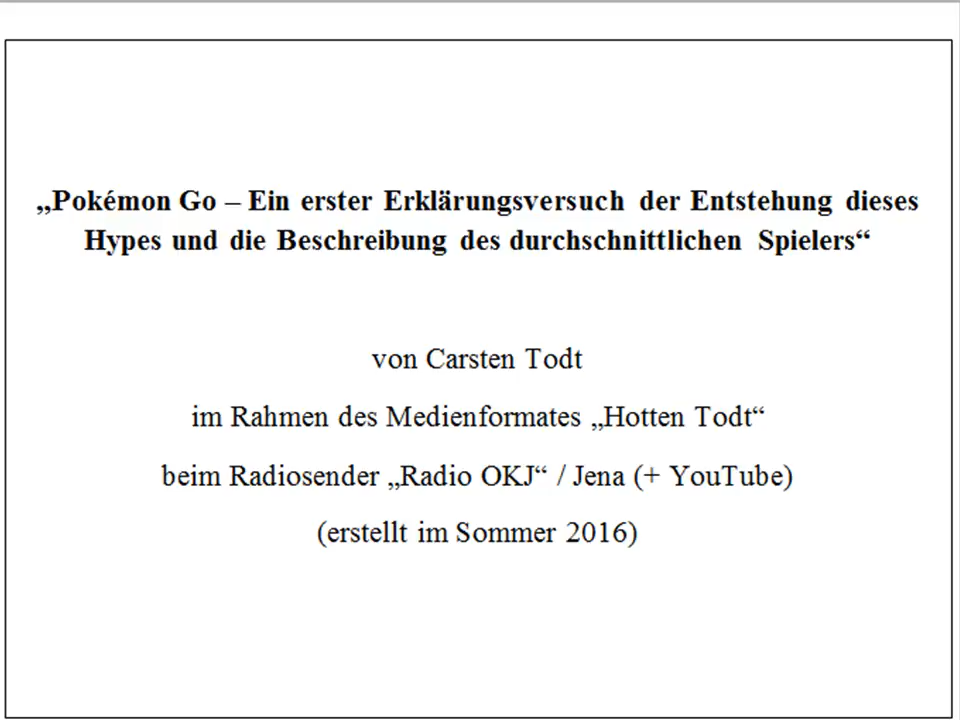 „Pokémon Go – Ein erster Erklärungsversuch der Entstehung dieses
Hypes und die Beschreibung des durchschnittlichen Spielers“
von Carsten Todt
im Rahmen des Medienformates „Hotten Todt“
beim Radiosender „Radio OKJ“ / Jena (+ YouTube)
(erstellt im Sommer 2016)